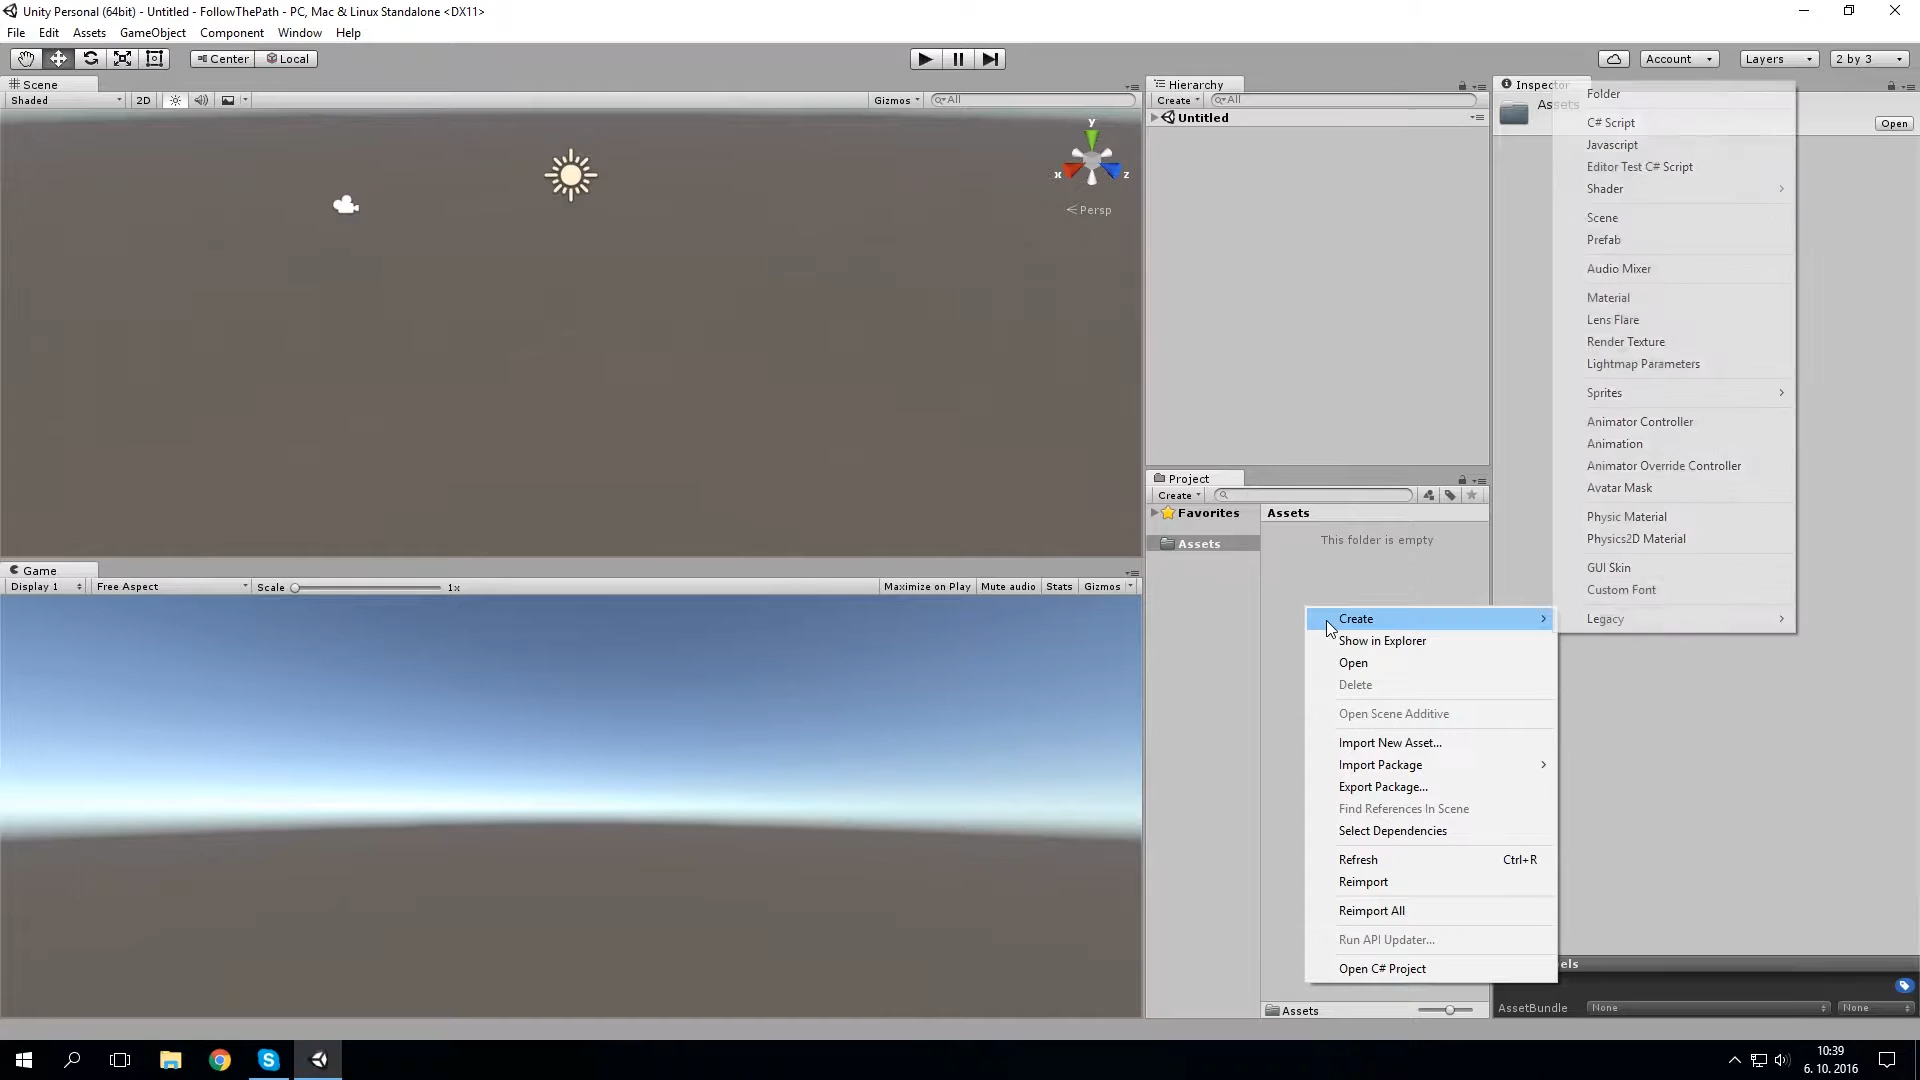 Unity Personal (64bit) - Untitled - FollowThePath - PC, Mac & Linux Standalone <DX11>
File Edit Assets GameObject Component Window Help
Center Local Account Layers 2 by 3
Scene
Shaded 2D Gizmos All
y
x z
Persp
Hierarchy
Create All
Untitled
Inspector
Assets
Open
Folder
C# Script
Javascript
Editor Test C# Script
Shader
Scene
Prefab
Audio Mixer
Material
Lens Flare
Render Texture
Lightmap Parameters
Sprites
Animator Controller
Animation
Animator Override Controller
Avatar Mask
Physic Material
Physics2D Material
GUI Skin
Custom Font
Legacy
Project
Create
Favorites
Assets
Assets
This folder is empty
Game
Display 1 Free Aspect Scale 1x Maximize on Play Mute audio Stats Gizmos
Create
Show in Explorer
Open
Delete
Open Scene Additive
Import New Asset...
Import Package
Export Package...
Find References In Scene
Select Dependencies
Refresh Ctrl+R
Reimport
Reimport All
Run API Updater...
Open C# Project
els
AssetBundle None None
Assets
10:39
6. 10. 2016